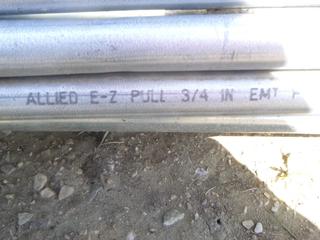 ALLIED E-Z PULL 3/4 IN EMT